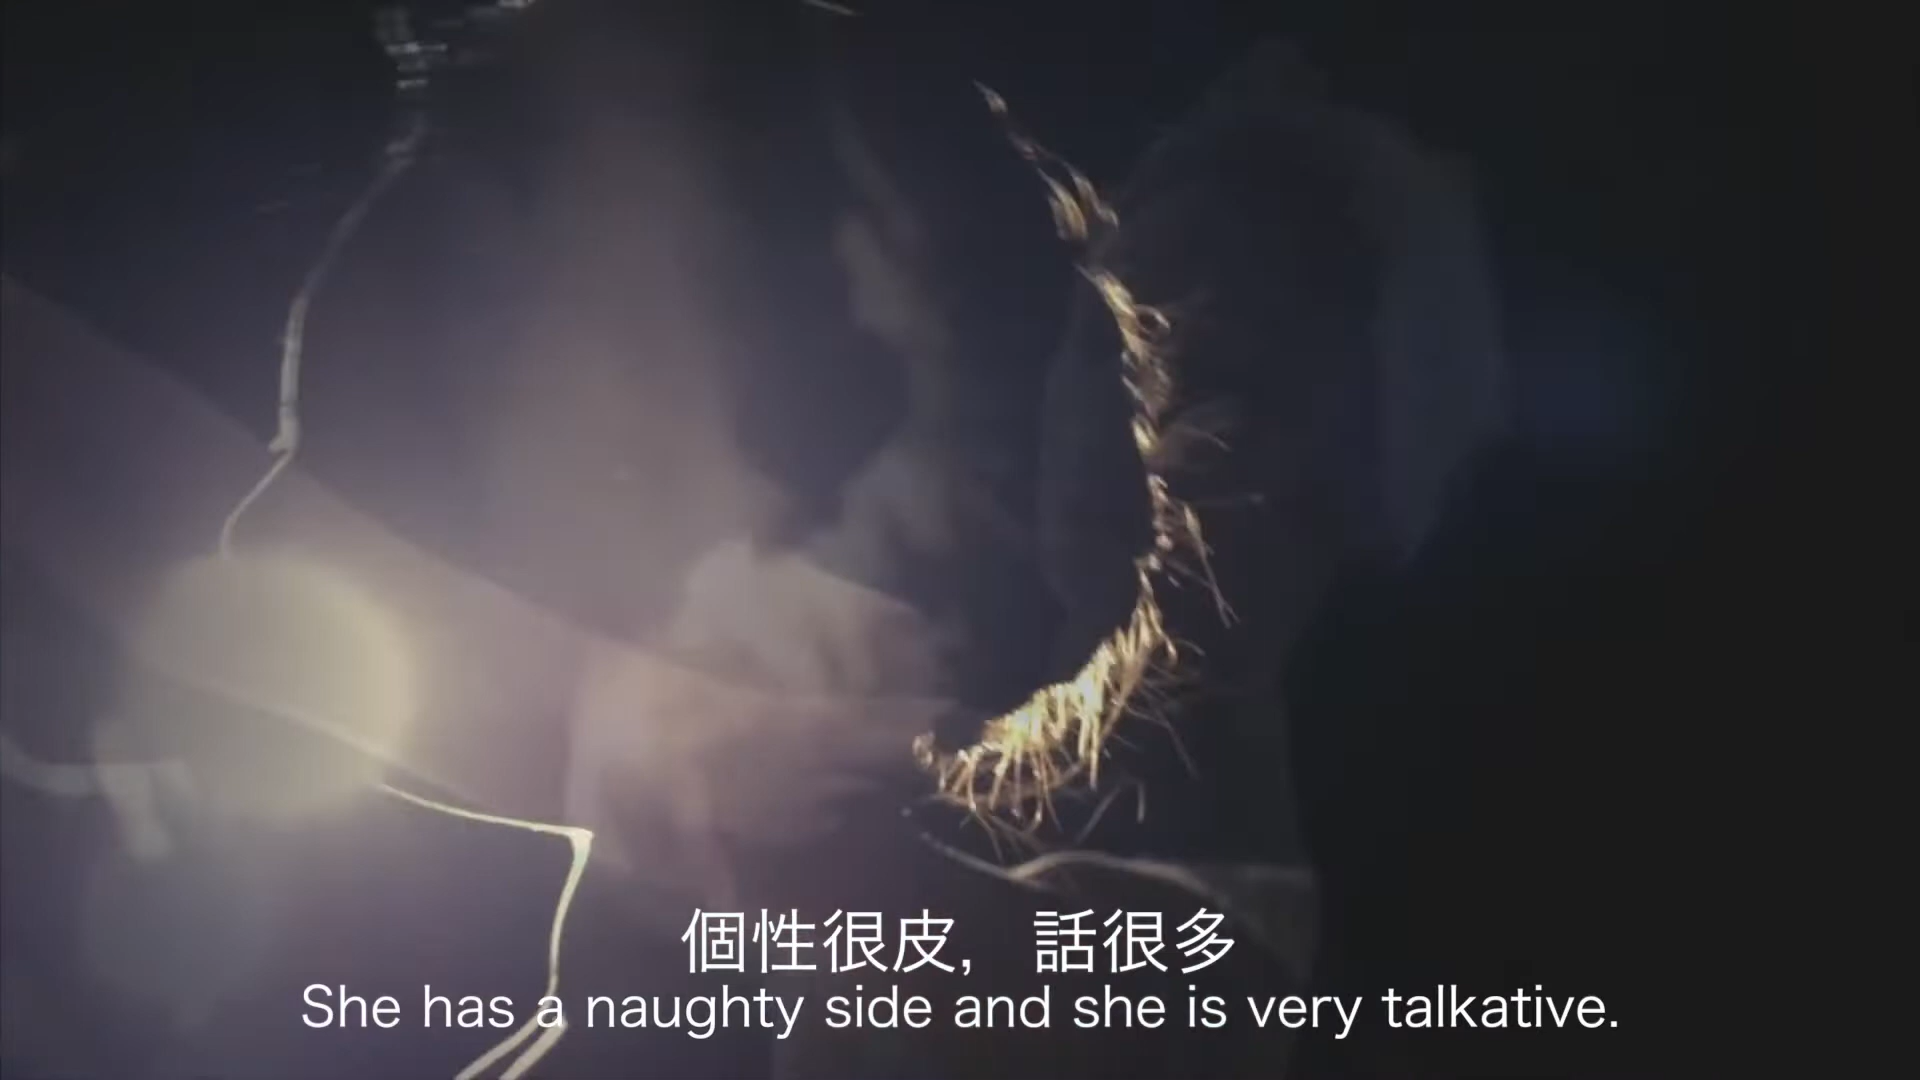 個性很皮，話很多
She has a naughty side and she is very talkative.